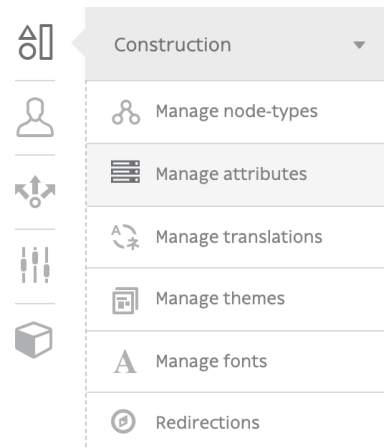 Construction
Manage node-types
Manage attributes
Manage translations
Manage themes
Manage fonts
Redirections